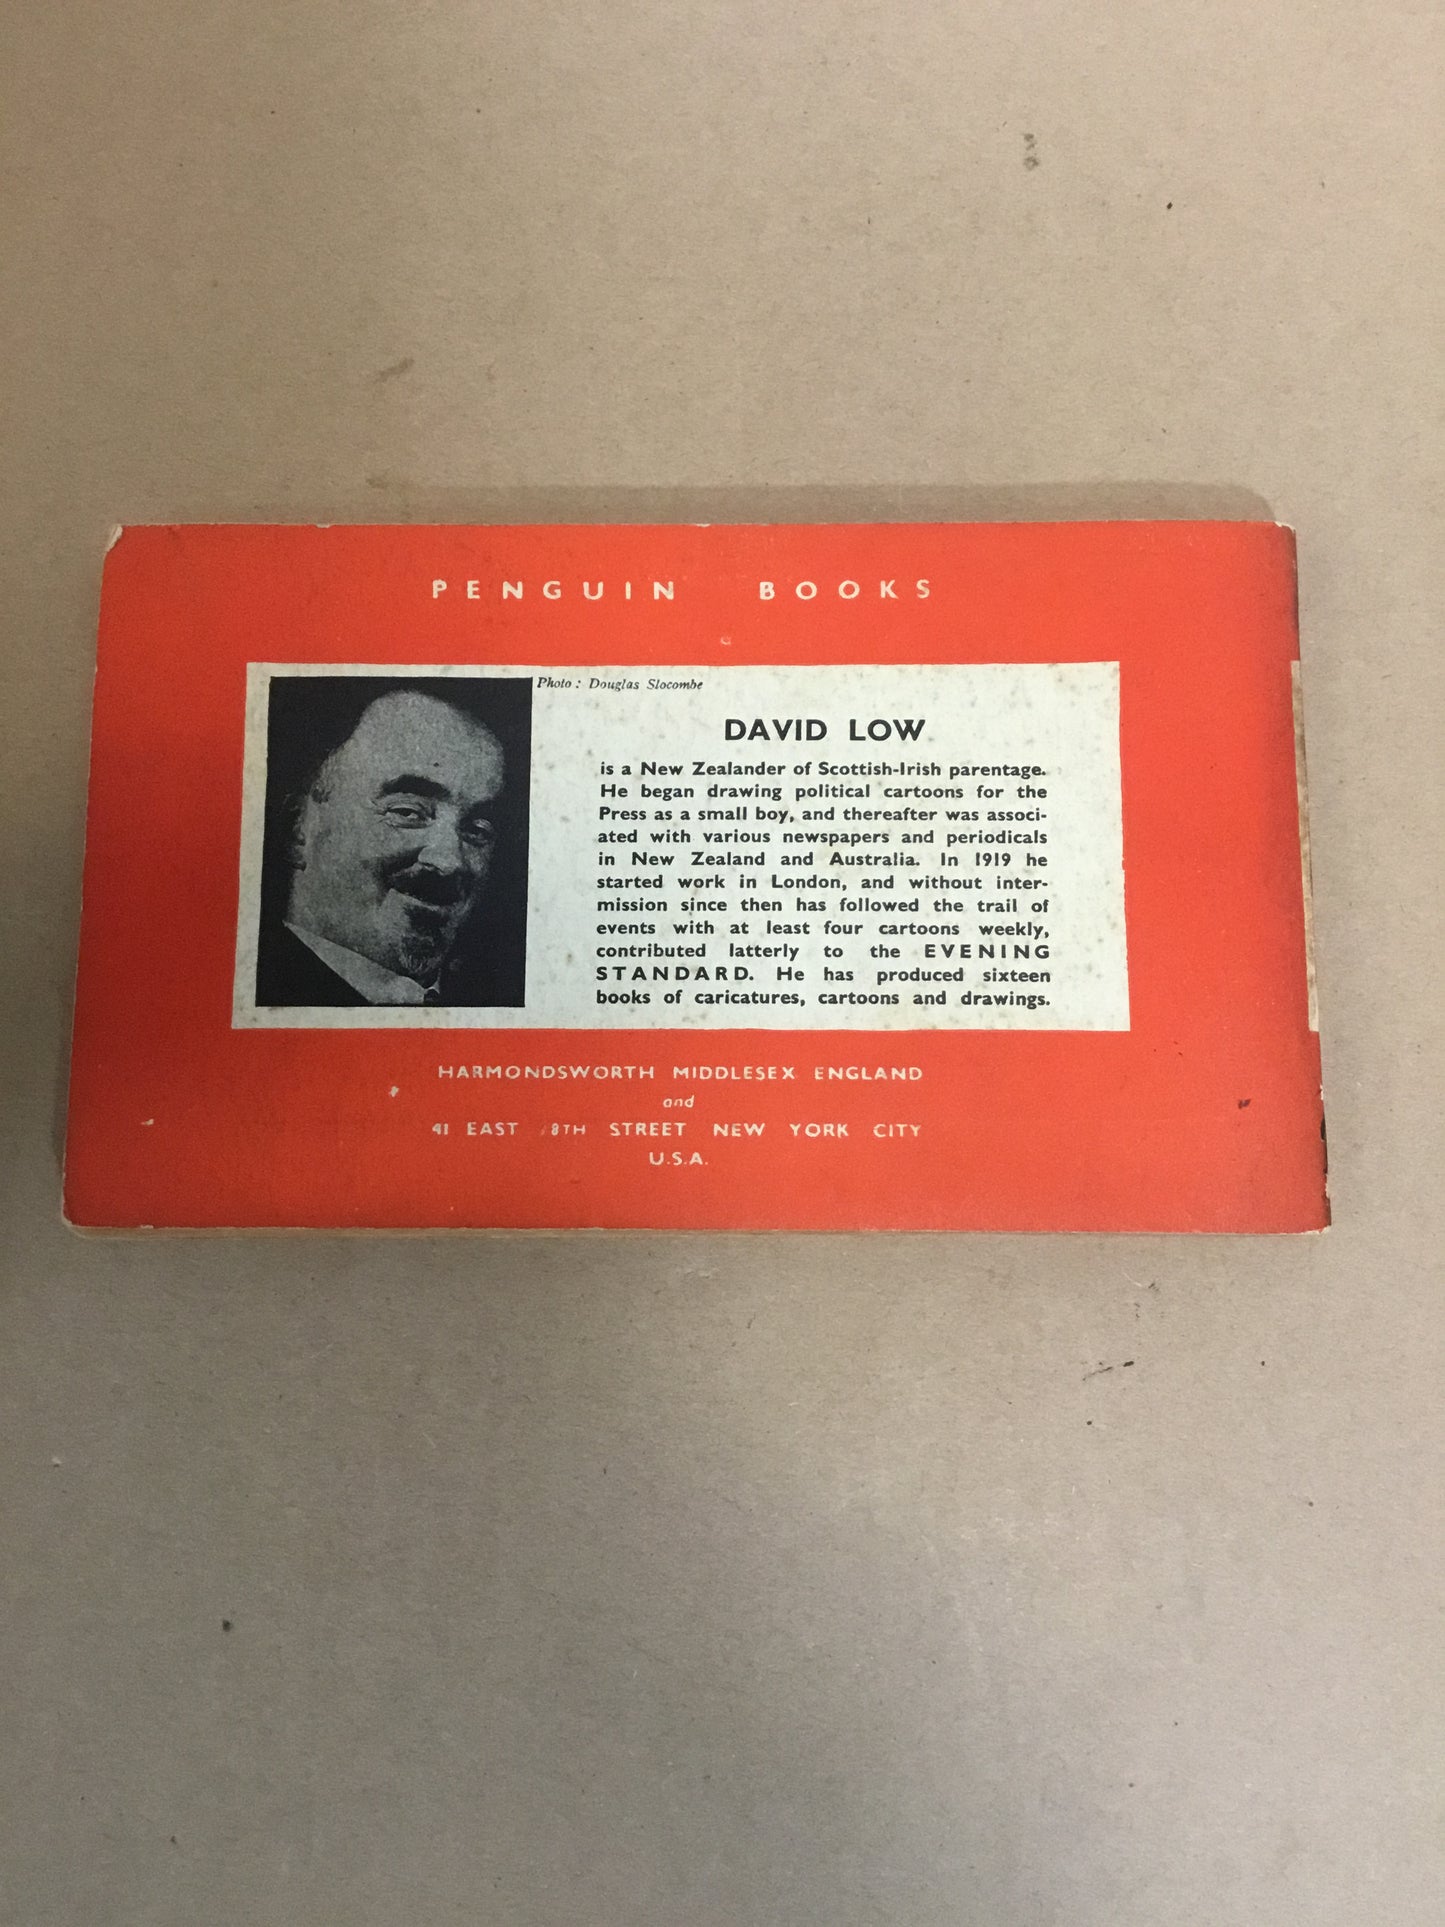 PENGUIN BOOKS
Photo : Douglas Slocombe
DAVID LOW
is a New Zealander of Scottish-Irish parentage.
He began drawing political cartoons for the
Press as a small boy, and thereafter was associ-
ated with various newspapers and periodicals
in New Zealand and Australia. In 1919 he
started work in London, and without inter-
mission since then has followed the trail of
events with at least four cartoons weekly,
contributed latterly to the EVENING
STANDARD. He has produced sixteen
books of caricatures, cartoons and drawings.
HARMONDSWORTH MIDDLESEX ENGLAND
and
41 EAST 8TH STREET NEW YORK CITY
U.S.A.